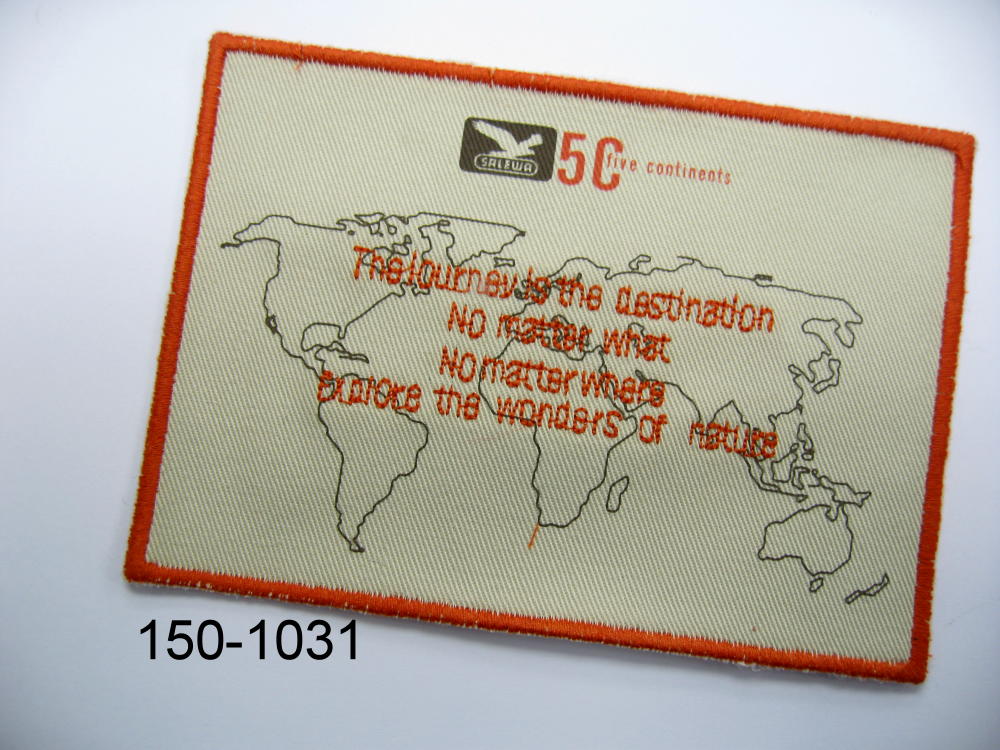 SALEWA
5C five continents
The Journey is the destination
No matter what
No matter where
explore the wonders of nature
150-1031